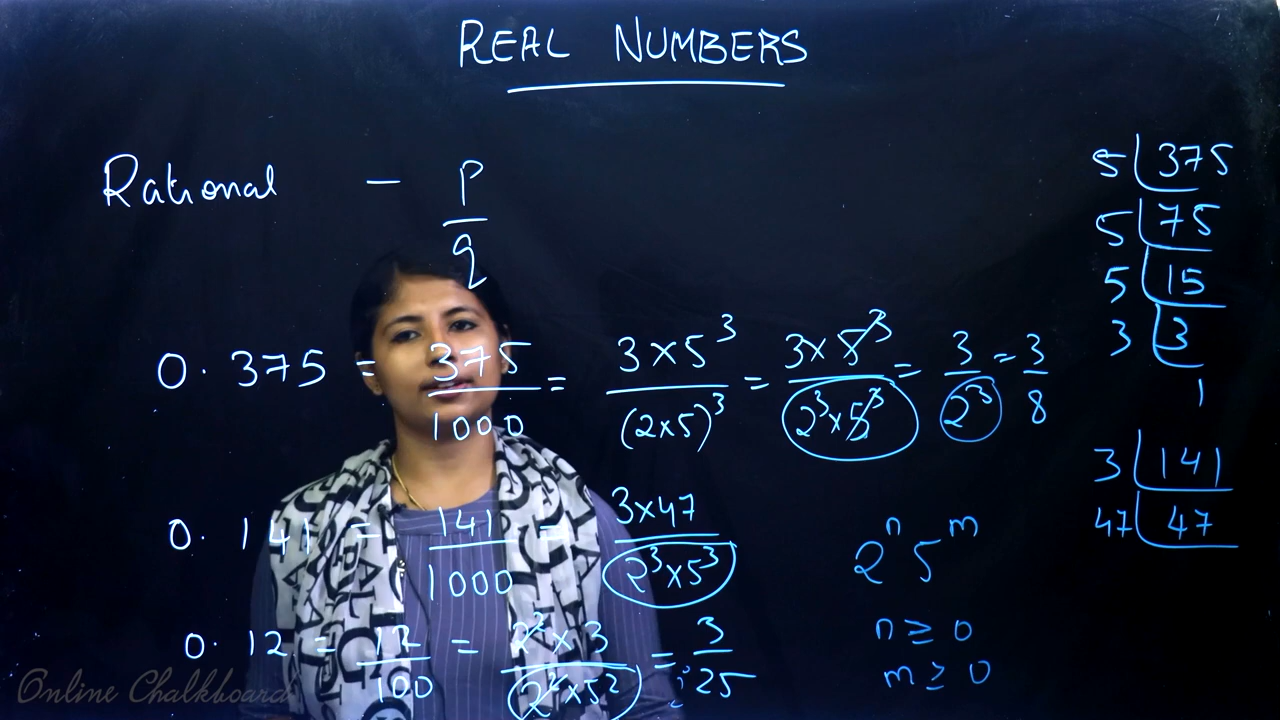 REAL NUMBERS
Rational - p/q
0.375 = 375/1000 = 3×5³/(2×5)³ = 3×5³/2³×5³ = 3/2³ = 3/8
0.141 = 141/1000 = 3×47/2³×5³
0.12 = 12/100 = 2²×3/2²×5² = 3/25
2ⁿ5ᵐ
n ≥ 0
m ≥ 0
5 375
5 75
5 15
3 3
1
3 141
47 47
Online Chalkboard